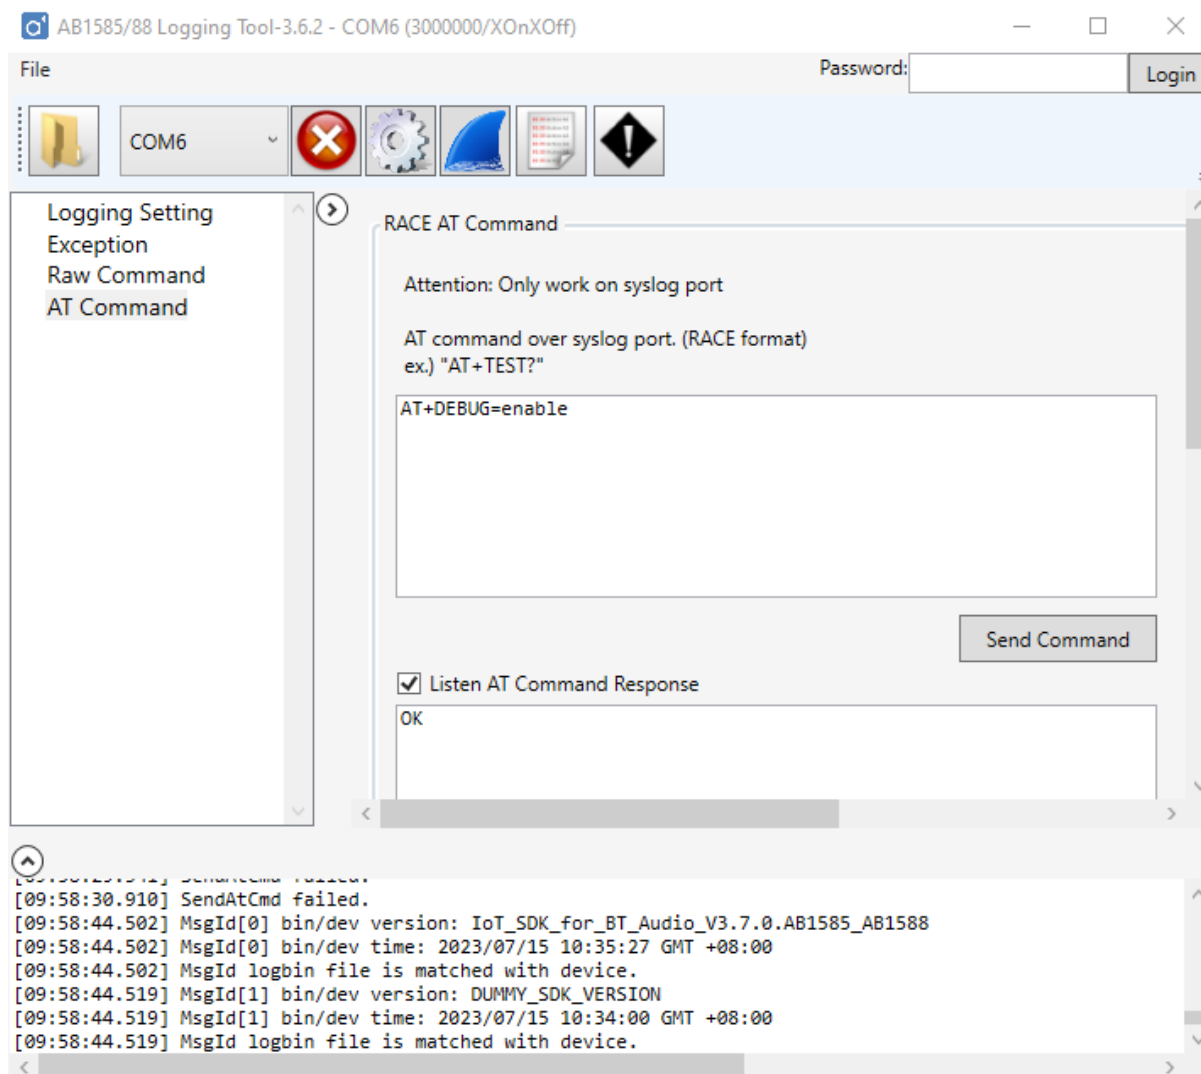 AB1585/88 Logging Tool-3.6.2 - COM6 (3000000/XOnXOff)
File
Password:
Login
COM6
Logging Setting
Exception
Raw Command
AT Command
RACE AT Command
Attention: Only work on syslog port
AT command over syslog port. (RACE format)
ex.) "AT+TEST?"
AT+DEBUG=enable
Send Command
Listen AT Command Response
OK
[09:58:30.910] SendAtCmd failed.
[09:58:44.502] MsgId[0] bin/dev version: IoT_SDK_for_BT_Audio_V3.7.0.AB1585_AB1588
[09:58:44.502] MsgId[0] bin/dev time: 2023/07/15 10:35:27 GMT +08:00
[09:58:44.502] MsgId logbin file is matched with device.
[09:58:44.519] MsgId[1] bin/dev version: DUMMY_SDK_VERSION
[09:58:44.519] MsgId[1] bin/dev time: 2023/07/15 10:34:00 GMT +08:00
[09:58:44.519] MsgId logbin file is matched with device.